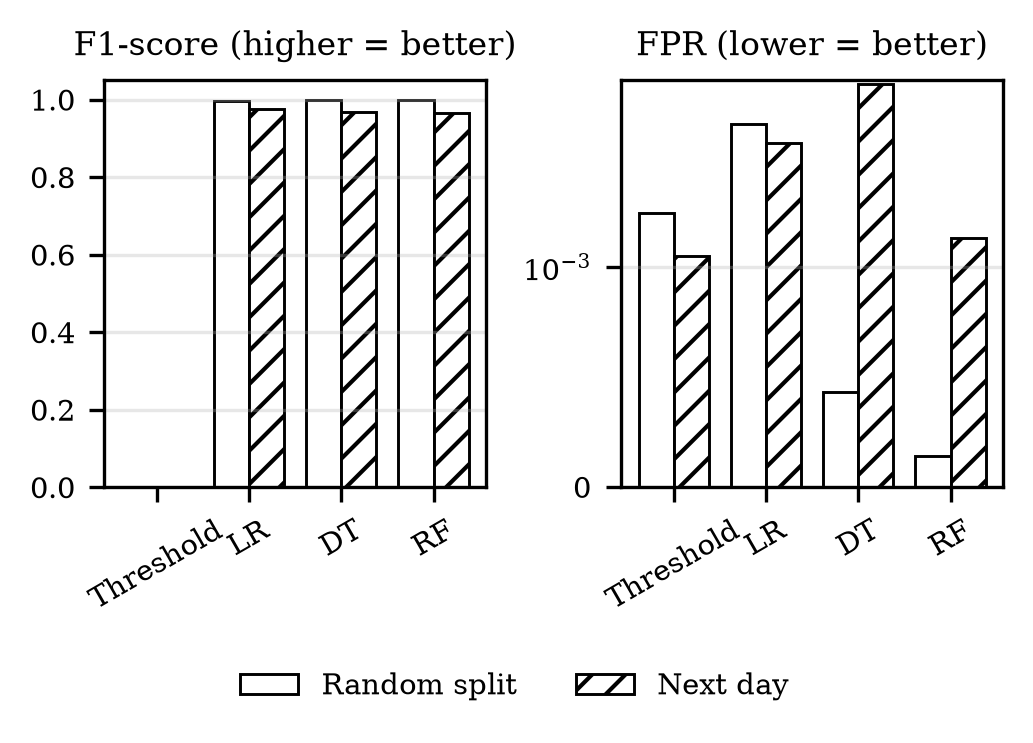 F1-score (higher = better)
FPR (lower = better)
1.0
0.8
0.6
0.4
0.2
0.0
10⁻³
0
Threshold
LR
DT
RF
Threshold
LR
DT
RF
Random split
Next day